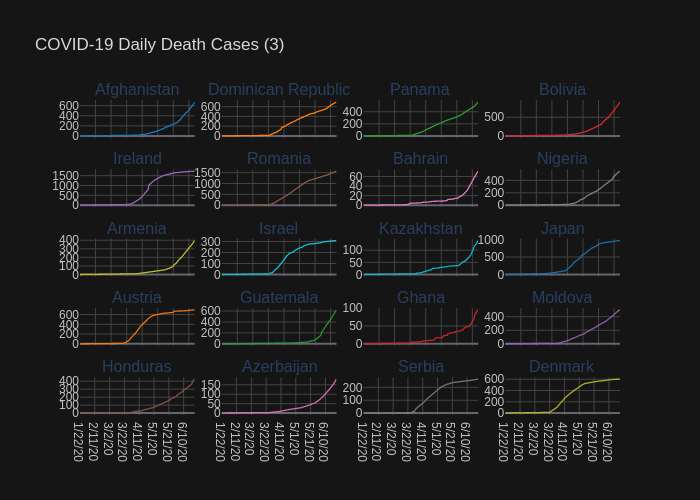 COVID-19 Daily Death Cases (3)
Afghanistan Dominican Republic Panama Bolivia
600 400 200 0 600 400 200 0 400 200 0 500 0
Ireland Romania Bahrain Nigeria
1500 1000 500 0 1500 1000 500 0 60 40 20 0 400 200 0
Armenia Israel Kazakhstan Japan
400 300 200 100 0 300 200 100 0 100 50 0 1000 500 0
Austria Guatemala Ghana Moldova
600 400 200 0 600 400 200 0 100 50 0 400 200 0
Honduras Azerbaijan Serbia Denmark
400 300 200 100 0 150 100 50 0 200 100 0 600 400 200 0
1/22/20 2/11/20 3/2/20 3/22/20 4/11/20 5/1/20 5/21/20 6/10/20 1/22/20 2/11/20 3/2/20 3/22/20 4/11/20 5/1/20 5/21/20 6/10/20 1/22/20 2/11/20 3/2/20 3/22/20 4/11/20 5/1/20 5/21/20 6/10/20 1/22/20 2/11/20 3/2/20 3/22/20 4/11/20 5/1/20 5/21/20 6/10/20